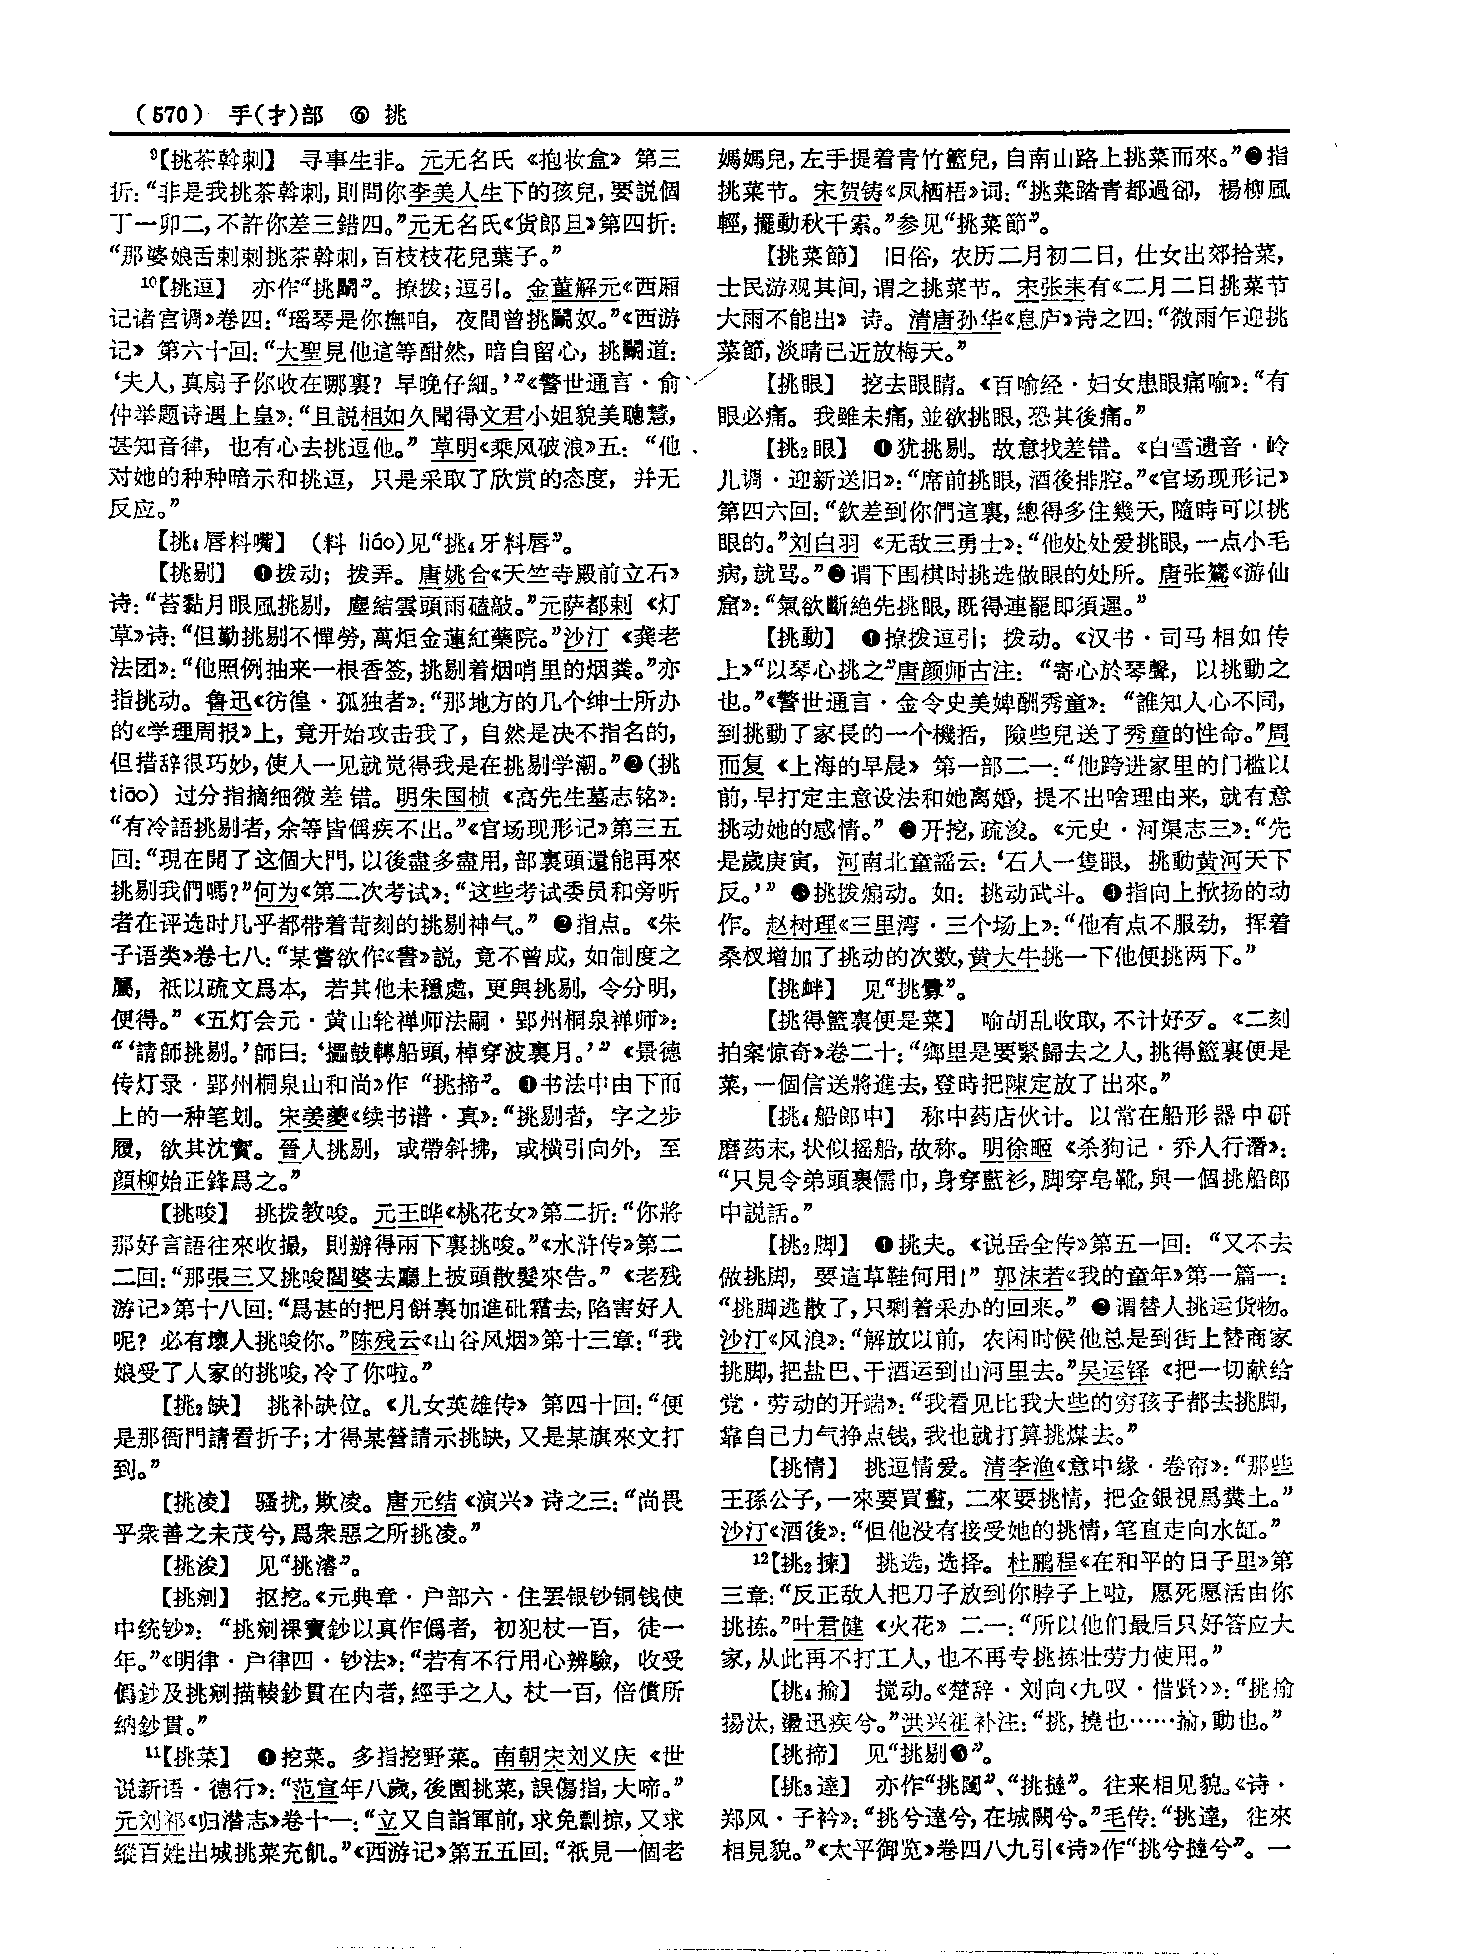 (570) 手(扌)部 ⑥ 挑
⁹【挑茶斡刺】 寻事生非。元无名氏《抱妆盒》第三
折：“非是我挑茶斡刺，則問你李美人生下的孩兒，要説個
丁一卯二，不許你差三錯四。”元无名氏《货郎旦》第四折：
“那婆娘舌剌剌挑茶斡刺，百枝枝花兒葉子。”
¹⁰【挑逗】 亦作“挑鬭”。撩拨；逗引。金董解元《西厢
记诸宫调》卷四：“瑶琴是你撫咱，夜間曾挑鬭奴。”《西游
记》第六十回：“大聖見他這等酣然，暗自留心，挑鬭道：
‘夫人，真扇子你收在哪裏？早晚仔細。’”《警世通言·俞
仲举题诗遇上皇》：“且説相如久聞得文君小姐貌美聰慧，
甚知音律，也有心去挑逗他。”草明《乘风破浪》五：“他
对她的种种暗示和挑逗，只是采取了欣赏的态度，并无
反应。”
【挑₄唇料嘴】 (料 liáo)见“挑₄牙料唇”。
【挑剔】 ❶拨动；拨弄。唐姚合《天竺寺殿前立石》
诗：“苔黏月眼風挑剔，塵結雲頭雨磕敲。”元萨都剌《灯
草》诗：“但勤挑剔不憚勞，萬炬金蓮紅藥院。”沙汀《龚老
法团》：“他照例抽来一根香签，挑剔着烟哨里的烟粪。”亦
指挑动。鲁迅《彷徨·孤独者》：“那地方的几个绅士所办
的《学理周报》上，竟开始攻击我了，自然是决不指名的，
但措辞很巧妙，使人一见就觉得我是在挑剔学潮。”❷(挑
tiāo) 过分指摘细微差错。明朱国桢《高先生墓志铭》：
“有冷語挑剔者，余等皆僞疾不出。”《官场现形记》第三五
回：“現在開了这個大門，以後盡多盡用，部裏頭還能再來
挑剔我們嗎？”何为《第二次考试》：“这些考试委员和旁听
者在评选时几乎都带着苛刻的挑剔神气。” ❸指点。《朱
子语类》卷七八：“某嘗欲作《書》説，竟不曾成，如制度之
屬，祇以疏文爲本，若其他未穩處，更與挑剔，令分明，
便得。”《五灯会元·黄山轮禅师法嗣·郢州桐泉禅师》：
“‘請師挑剔。’師曰：‘擂鼓轉船頭，棹穿波裏月。’”《景德
传灯录·郢州桐泉山和尚》作“挑揥”。❹书法中由下而
上的一种笔划。宋姜夔《续书谱·真》：“挑剔者，字之步
履，欲其沈實。晉人挑剔，或帶斜拂，或横引向外，至
顔柳始正鋒爲之。”
【挑唆】 挑拨教唆。元王晔《桃花女》第二折：“你將
那好言語往來收撮，則辦得兩下裏挑唆。”《水浒传》第二
二回：“那張三又挑唆閻婆去廳上披頭散髮來告。”《老残
游记》第十八回：“爲甚的把月餅裏加進砒霜去，陷害好人
呢？必有壞人挑唆你。”陈残云《山谷风烟》第十三章：“我
娘受了人家的挑唆，冷了你啦。”
【挑₂缺】 挑补缺位。《儿女英雄传》第四十回：“便
是那衙門請看折子；才得某營請示挑缺，又是某旗來文打
到。”
【挑凌】 骚扰，欺凌。唐元结《演兴》诗之三：“尚畏
乎衆善之未茂兮，爲衆惡之所挑凌。”
【挑浚】 见“挑濬”。
【挑剜】 抠挖。《元典章·户部六·住罢银钞铜钱使
中统钞》：“挑剜裸寶鈔以真作僞者，初犯杖一百，徒一
年。”《明律·户律四·钞法》：“若有不行用心辨驗，收受
僞鈔及挑剜描輳鈔貫在内者，經手之人，杖一百，倍償所
納鈔貫。”
¹¹【挑菜】 ❶挖菜。多指挖野菜。南朝宋刘义庆《世
说新语·德行》：“范宣年八歲，後園挑菜，誤傷指，大啼。”
元刘祁《归潜志》卷十一：“立又自詣軍前，求免剽掠，又求
縱百姓出城挑菜充飢。”《西游记》第五五回：“祇見一個老
媽媽兒，左手提着青竹籃兒，自南山路上挑菜而來。”❷指
挑菜节。宋贺铸《凤栖梧》词：“挑菜踏青都過卻，楊柳風
輕，擺動秋千索。”参见“挑菜節”。
【挑菜節】 旧俗，农历二月初二日，仕女出郊拾菜，
士民游观其间，谓之挑菜节。宋张耒有《二月二日挑菜节
大雨不能出》诗。清唐孙华《息庐》诗之四：“微雨乍迎挑
菜節，淡晴已近放梅天。”
【挑眼】 挖去眼睛。《百喻经·妇女患眼痛喻》：“有
眼必痛。我雖未痛，並欲挑眼，恐其後痛。”
【挑₂眼】 ❶犹挑剔。故意找差错。《白雪遗音·岭
儿调·迎新送旧》：“席前挑眼，酒後排腔。”《官场现形记》
第四六回：“欽差到你們這裏，總得多住幾天，隨時可以挑
眼的。”刘白羽《无敌三勇士》：“他处处爱挑眼，一点小毛
病，就骂。”❷谓下围棋时挑选做眼的处所。唐张鷟《游仙
窟》：“氣欲斷絶先挑眼，既得連罷即須遲。”
【挑動】 ❶撩拨逗引；拨动。《汉书·司马相如传
上》“以琴心挑之”唐颜师古注：“寄心於琴聲，以挑動之
也。”《警世通言·金令史美婢酬秀童》：“誰知人心不同，
到挑動了家長的一个機括，險些兒送了秀童的性命。”周
而复《上海的早晨》第一部二一：“他跨进家里的门槛以
前，早打定主意设法和她离婚，提不出啥理由来，就有意
挑动她的感情。” ❷开挖，疏浚。《元史·河渠志三》：“先
是歲庚寅，河南北童謡云：‘石人一隻眼，挑動黄河天下
反。’” ❸挑拨煽动。如：挑动武斗。❹指向上掀扬的动
作。赵树理《三里湾·三个场上》：“他有点不服劲，挥着
桑杈增加了挑动的次数，黄大牛挑一下他便挑两下。”
【挑衅】 见“挑釁”。
【挑得籃裏便是菜】 喻胡乱收取，不计好歹。《二刻
拍案惊奇》卷二十：“鄉里是要緊歸去之人，挑得籃裏便是
菜，一個信送將進去，登時把陳定放了出來。”
【挑₄船郎中】 称中药店伙计。以常在船形器中研
磨药末，状似摇船，故称。明徐㬇《杀狗记·乔人行谮》：
“只見令弟頭裹儒巾，身穿藍衫，脚穿皂靴，與一個挑船郎
中説話。”
【挑₂脚】 ❶挑夫。《说岳全传》第五一回：“又不去
做挑脚，要這草鞋何用！”郭沫若《我的童年》第一篇一：
“挑脚逃散了，只剩着采办的回来。” ❷谓替人挑运货物。
沙汀《风浪》：“解放以前，农闲时候他总是到街上替商家
挑脚，把盐巴、干酒运到山河里去。”吴运铎《把一切献给
党·劳动的开端》：“我看见比我大些的穷孩子都去挑脚，
靠自己力气挣点钱，我也就打算挑煤去。”
【挑情】 挑逗情爱。清李渔《意中缘·卷帘》：“那些
王孫公子，一來要買畫，二來要挑情，把金銀視爲糞土。”
沙汀《酒後》：“但他没有接受她的挑情，笔直走向水缸。”
¹²【挑₂揀】 挑选，选择。杜鹏程《在和平的日子里》第
三章：“反正敌人把刀子放到你脖子上啦，愿死愿活由你
挑拣。”叶君健《火花》二一：“所以他们最后只好答应大
家，从此再不打工人，也不再专挑拣壮劳力使用。”
【挑₄揄】 搅动。《楚辞·刘向〈九叹·惜贤〉》：“挑揄
揚汰，盪迅疾兮。”洪兴祖补注：“挑，撓也……揄，動也。”
【挑揥】 见“挑剔❸”。
【挑₃達】 亦作“挑闥”、“挑撻”。往来相见貌。《诗·
郑风·子衿》：“挑兮達兮，在城闕兮。”毛传：“挑達，往來
相見貌。”《太平御览》卷四八九引《诗》作“挑兮撻兮”。一